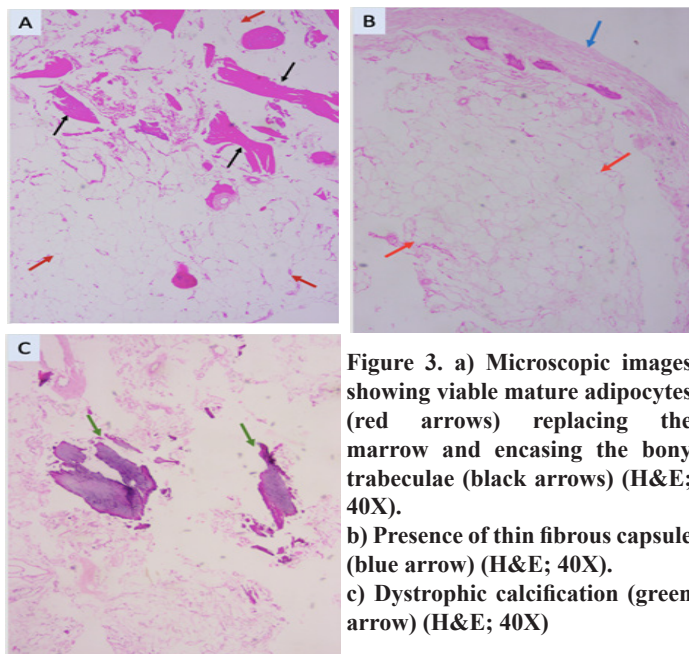 A
B
C
Figure 3. a) Microscopic images
showing viable mature adipocytes
(red arrows) replacing the
marrow and encasing the bony
trabeculae (black arrows) (H&E;
40X).
b) Presence of thin fibrous capsule
(blue arrow) (H&E; 40X).
c) Dystrophic calcification (green
arrow) (H&E; 40X)